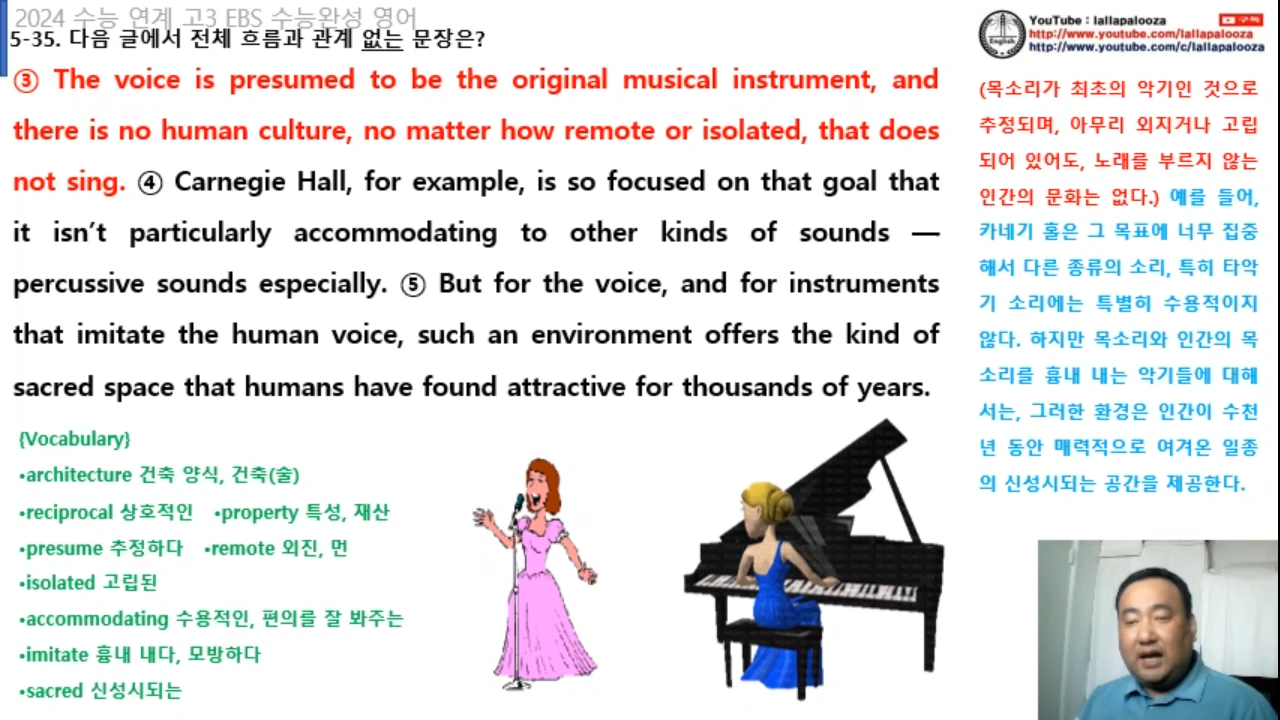 2024 수능 연계 고3 EBS 수능완성 영어
5-35. 다음 글에서 전체 흐름과 관계 없는 문장은?
③ The voice is presumed to be the original musical instrument, and
there is no human culture, no matter how remote or isolated, that does
not sing. ④ Carnegie Hall, for example, is so focused on that goal that
it isn't particularly accommodating to other kinds of sounds —
percussive sounds especially. ⑤ But for the voice, and for instruments
that imitate the human voice, such an environment offers the kind of
sacred space that humans have found attractive for thousands of years.
{Vocabulary}
•architecture 건축 양식, 건축(술)
•reciprocal 상호적인 •property 특성, 재산
•presume 추정하다 •remote 외진, 먼
•isolated 고립된
•accommodating 수용적인, 편의를 잘 봐주는
•imitate 흉내 내다, 모방하다
•sacred 신성시되는
English
YouTube : lallapalooza
구독
http://www.youtube.com/lallapalooza
http://www.youtube.com/c/lallapalooza
(목소리가 최초의 악기인 것으로
추정되며, 아무리 외지거나 고립
되어 있어도, 노래를 부르지 않는
인간의 문화는 없다.) 예를 들어,
카네기 홀은 그 목표에 너무 집중
해서 다른 종류의 소리, 특히 타악
기 소리에는 특별히 수용적이지
않다. 하지만 목소리와 인간의 목
소리를 흉내 내는 악기들에 대해
서는, 그러한 환경은 인간이 수천
년 동안 매력적으로 여겨온 일종
의 신성시되는 공간을 제공한다.